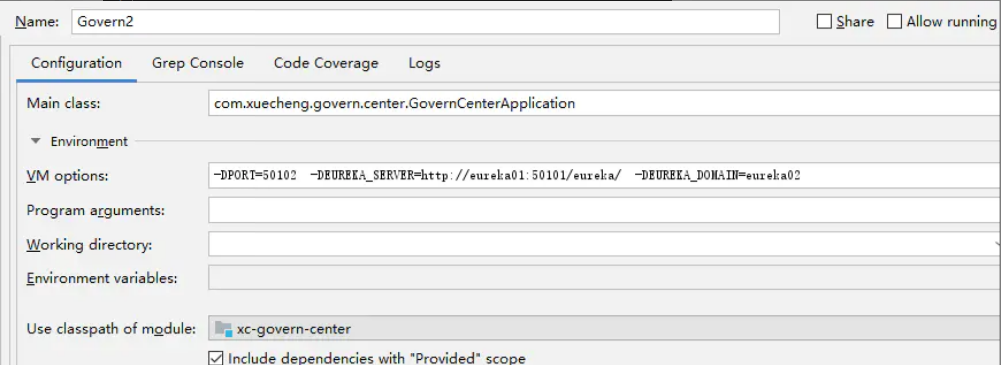 Name: Govern2 Share Allow running
Configuration Grep Console Code Coverage Logs
Main class: com.xuecheng.govern.center.GovernCenterApplication
Environment
VM options: -DPORT=50102 -DEUREKA_SERVER=http://eureka01:50101/eureka/ -DEUREKA_DOMAIN=eureka02
Program arguments:
Working directory:
Environment variables:
Use classpath of module: xc-govern-center
Include dependencies with "Provided" scope